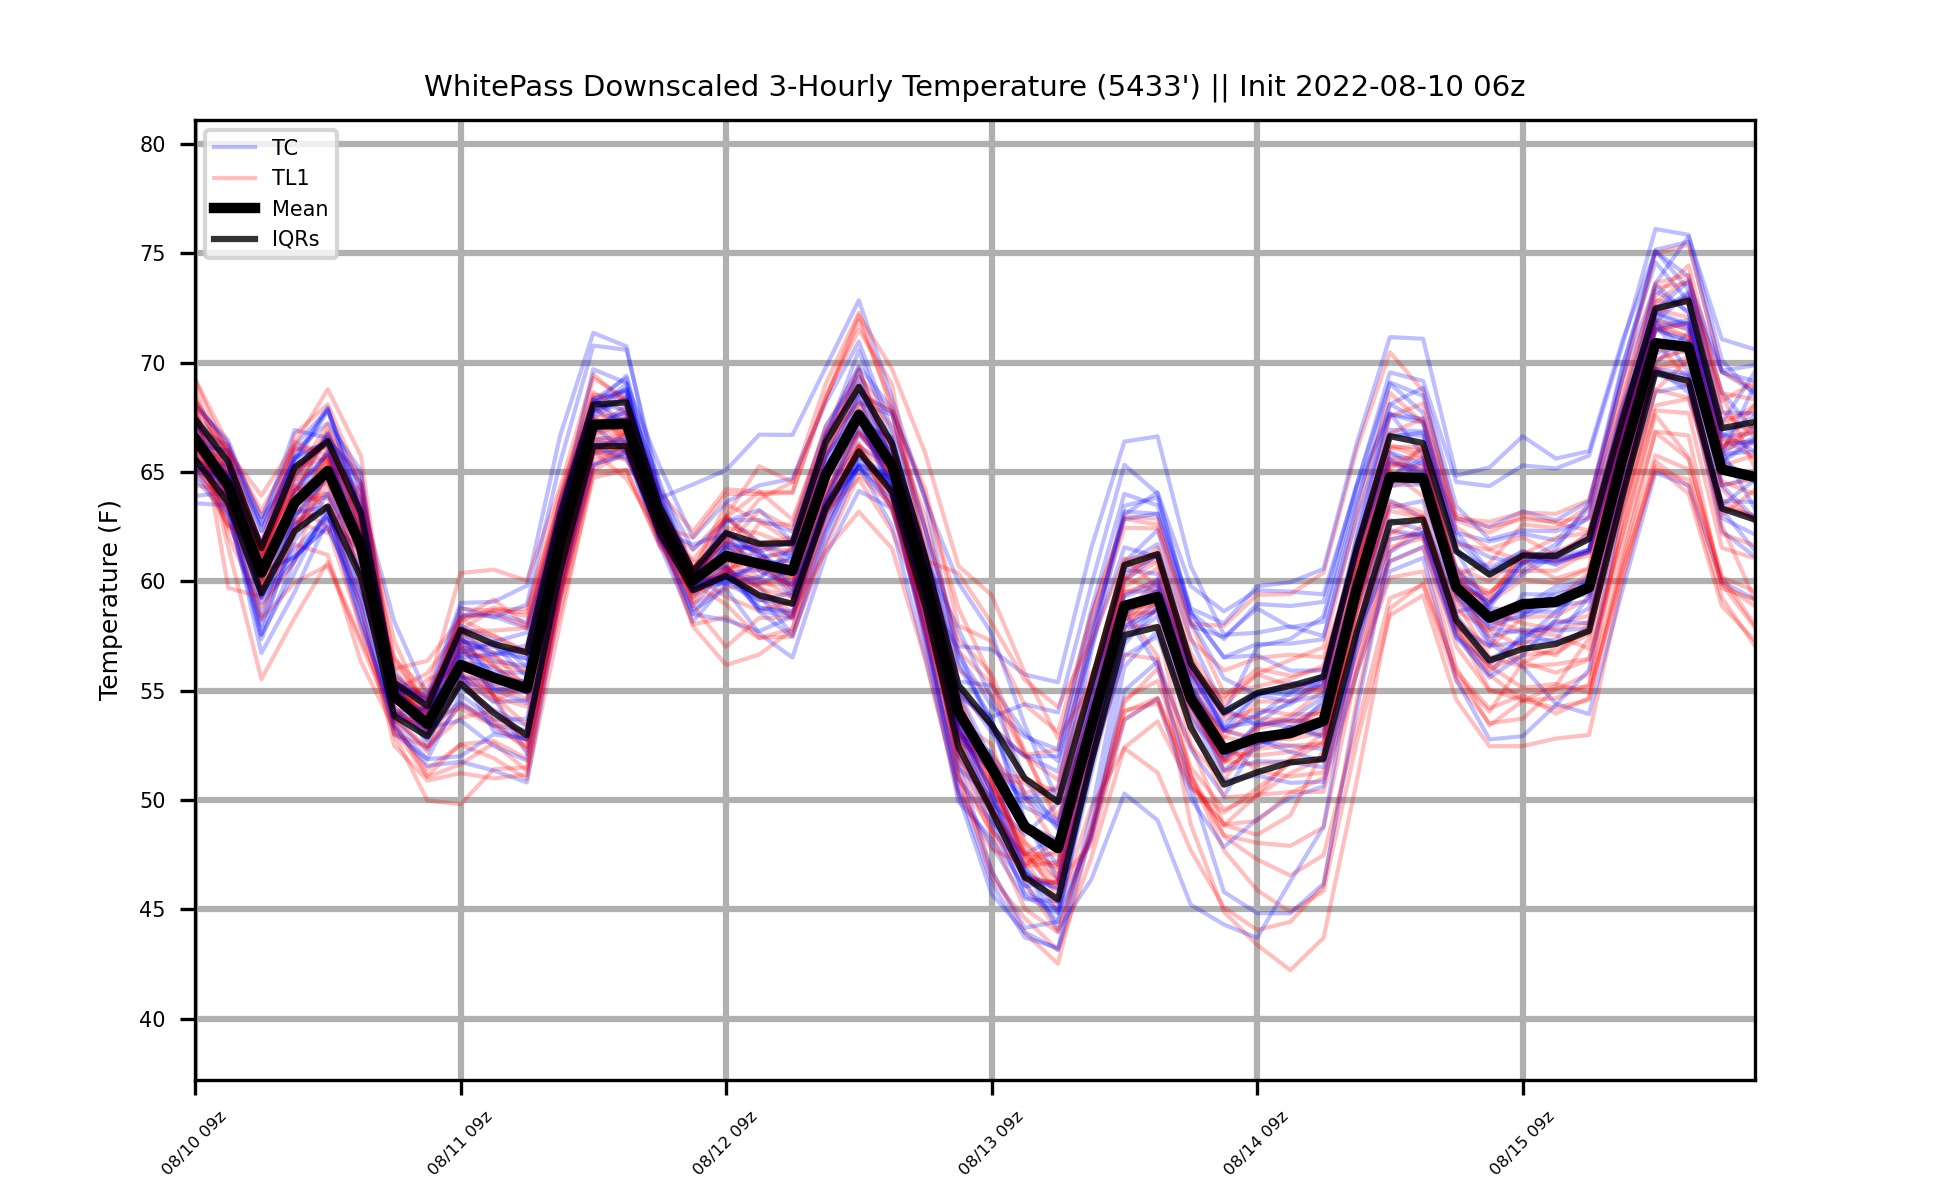 WhitePass Downscaled 3-Hourly Temperature (5433') || Init 2022-08-10 06z
TC
TL1
Mean
IQRs
Temperature (F)
80
75
70
65
60
55
50
45
40
08/10 09z
08/11 09z
08/12 09z
08/13 09z
08/14 09z
08/15 09z